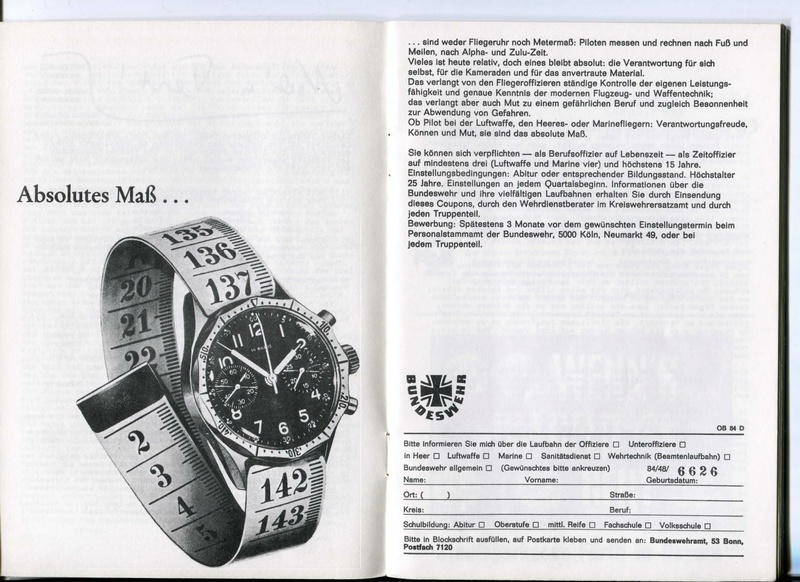 Absolutes Maß . . .
135
136
137
20
21
22
2
3
4
5
142
143
12
1
2
4
5
6
7
8
10
. . . sind weder Fliegeruhr noch Metermaß: Piloten messen und rechnen nach Fuß und
Meilen, nach Alpha- und Zulu-Zeit.
Vieles ist heute relativ, doch eines bleibt absolut: die Verantwortung für sich
selbst, für die Kameraden und für das anvertraute Material.
Das verlangt von den Fliegeroffizieren ständige Kontrolle der eigenen Leistungs-
fähigkeit und genaue Kenntnis der modernen Flugzeug- und Waffentechnik;
das verlangt aber auch Mut zu einem gefährlichen Beruf und zugleich Besonnenheit
zur Abwendung von Gefahren.
Ob Pilot bei der Luftwaffe, den Heeres- oder Marinefliegern: Verantwortungsfreude,
Können und Mut, sie sind das absolute Maß.
Sie können sich verpflichten — als Berufsoffizier auf Lebenszeit — als Zeitoffizier
auf mindestens drei (Luftwaffe und Marine vier) und höchstens 15 Jahre.
Einstellungsbedingungen: Abitur oder entsprechender Bildungsstand. Höchstalter
25 Jahre. Einstellungen an jedem Quartalsbeginn. Informationen über die
Bundeswehr und ihre vielfältigen Laufbahnen erhalten Sie durch Einsendung
dieses Coupons, durch den Wehrdienstberater im Kreiswehrersatzamt und durch
jeden Truppenteil.
Bewerbung: Spätestens 3 Monate vor dem gewünschten Einstellungstermin beim
Personalstammamt der Bundeswehr, 5000 Köln, Neumarkt 49, oder bei
jedem Truppenteil.
BUNDESWEHR
OB 84 D
Bitte informieren Sie mich über die Laufbahn der Offiziere □ Unteroffiziere □
in Heer □ Luftwaffe □ Marine □ Sanitätsdienst □ Wehrtechnik (Beamtenlaufbahn) □
Bundeswehr allgemein □ (Gewünschtes bitte ankreuzen) 84/48/ 6626
Name: Vorname: Geburtsdatum:
Ort: ( ) Straße:
Kreis: Beruf:
Schulbildung: Abitur □ Oberstufe □ mittl. Reife □ Fachschule □ Volksschule □
Bitte in Blockschrift ausfüllen, auf Postkarte kleben und senden an: Bundeswehramt, 53 Bonn,
Postfach 7120